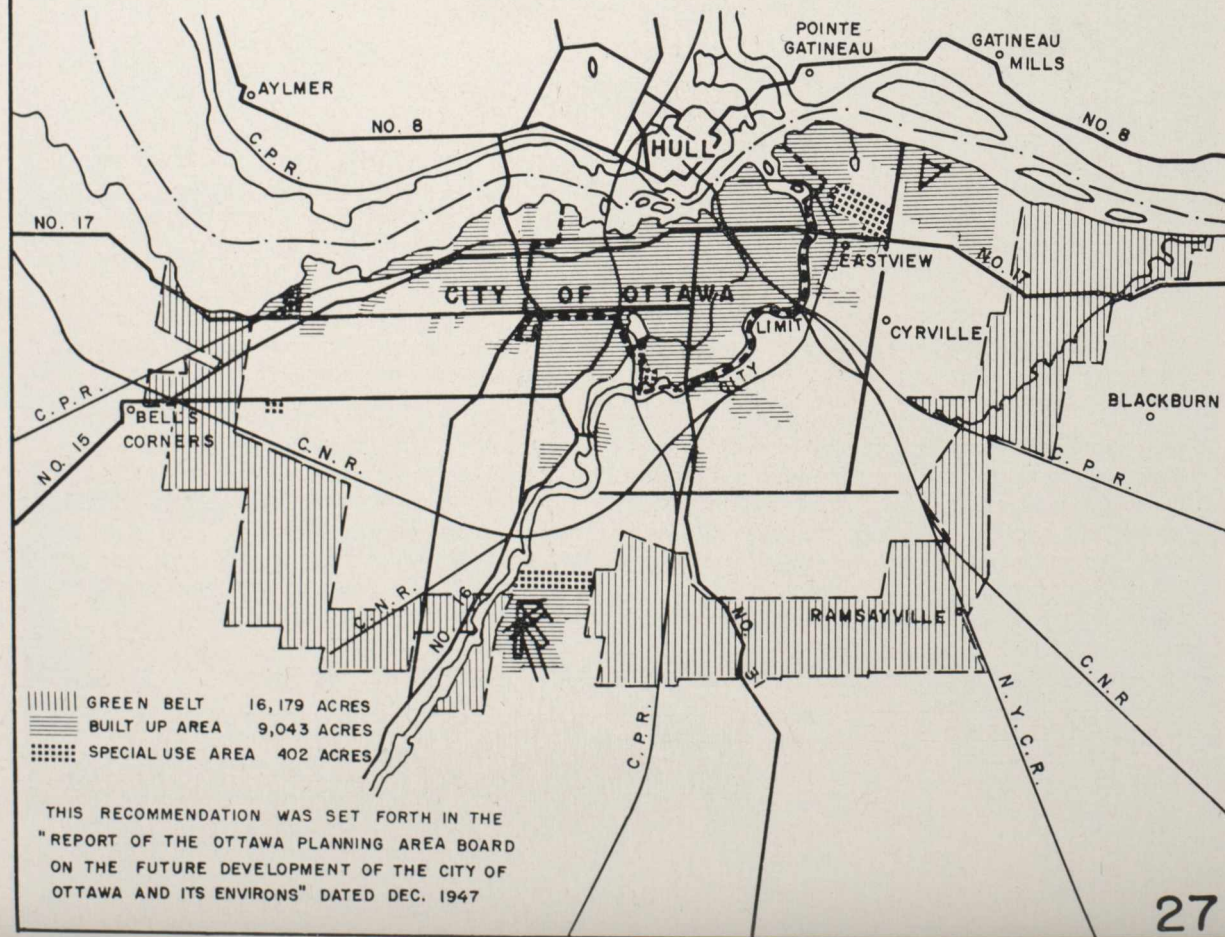 POINTE
GATINEAU
GATINEAU
MILLS
AYLMER
NO. 8
NO. 8
C.P.R.
HULL
NO. 17
EASTVIEW
NO. 17
CITY OF OTTAWA
LIMIT
CYRVILLE
CITY
C.P.R.
BELL'S
CORNERS
BLACKBURN
NO. 15
C.N.R.
C.P.R.
C.N.R.
NO. 16
RAMSAYVILLE
NO. 31
C.N.R
N.Y.C.R.
C.P.R.
GREEN BELT 16,179 ACRES
BUILT UP AREA 9,043 ACRES
SPECIAL USE AREA 402 ACRES
THIS RECOMMENDATION WAS SET FORTH IN THE
"REPORT OF THE OTTAWA PLANNING AREA BOARD
ON THE FUTURE DEVELOPMENT OF THE CITY OF
OTTAWA AND ITS ENVIRONS" DATED DEC. 1947
27